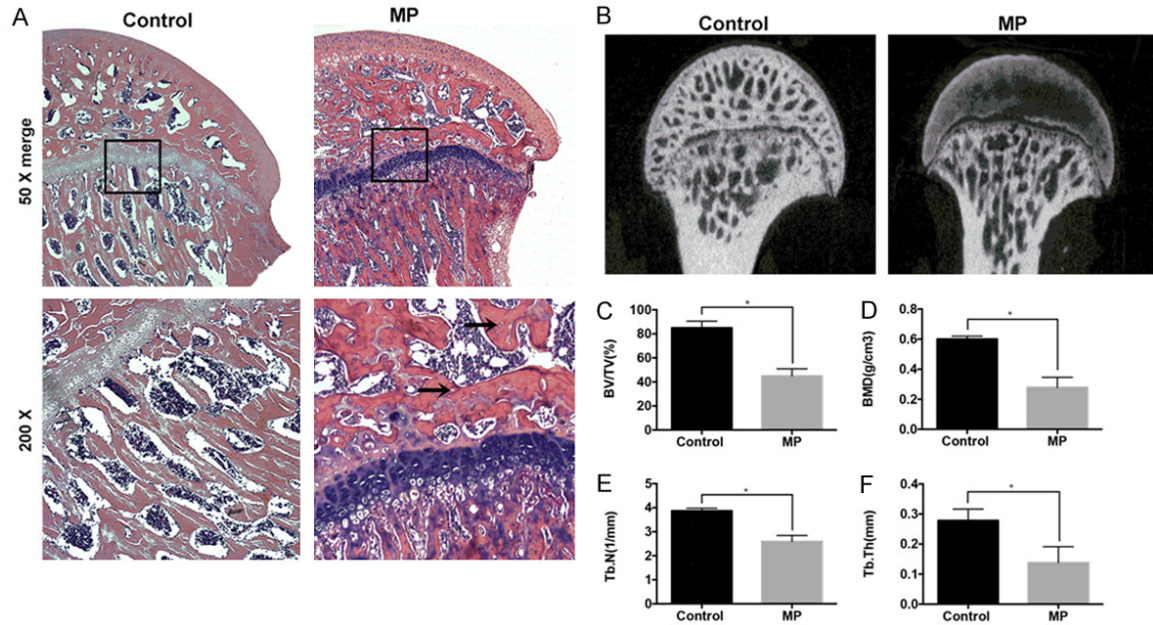 A
Control
MP
50 X merge
200 X
B
Control
MP
C
BV/TV(%)
100
80
60
40
20
0
*
Control
MP
D
BMD(g/cm3)
0.8
0.6
0.4
0.2
0.0
*
Control
MP
E
Tb.N(1/mm)
5
4
3
2
1
0
*
Control
MP
F
Tb.Th(mm)
0.4
0.3
0.2
0.1
0.0
*
Control
MP